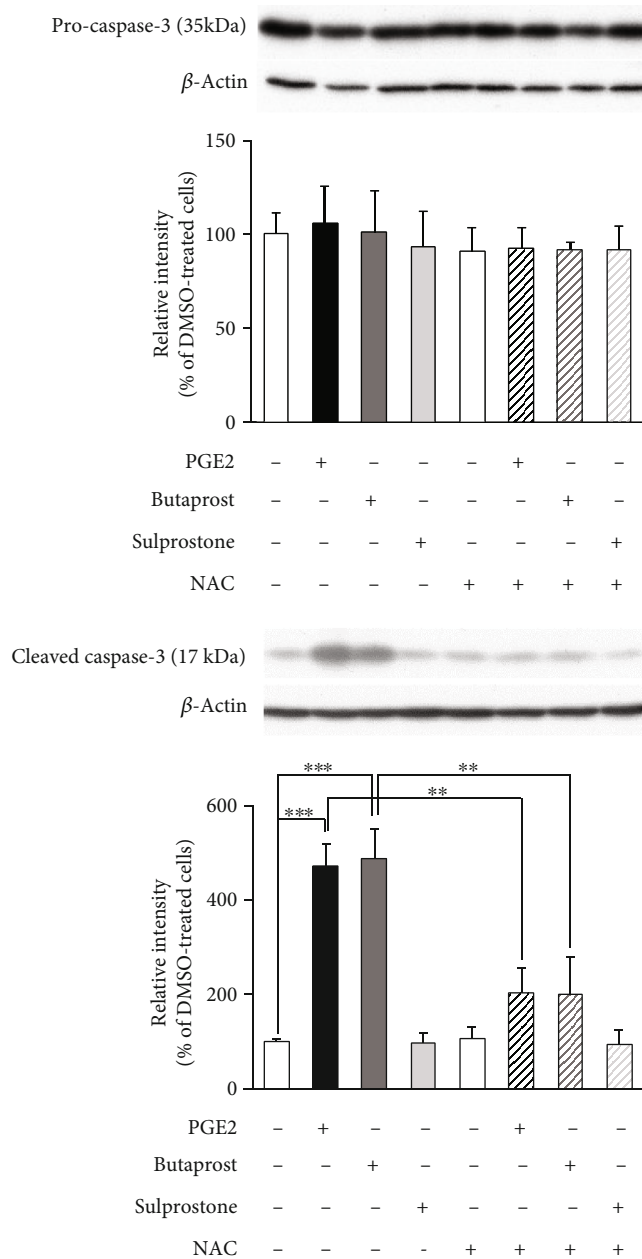 Pro-caspase-3 (35kDa)
β-Actin
Relative intensity
(% of DMSO-treated cells)
150
100
50
0
PGE2 – + – – – + – –
Butaprost – – + – – – + –
Sulprostone – – – + – – – +
NAC – – – – + + + +
Cleaved caspase-3 (17 kDa)
β-Actin
Relative intensity
(% of DMSO-treated cells)
*** **
*** **
600
400
200
0
PGE2 – + – – – + – –
Butaprost – – + – – – + –
Sulprostone – – – + – – – +
NAC – – – - + + + +